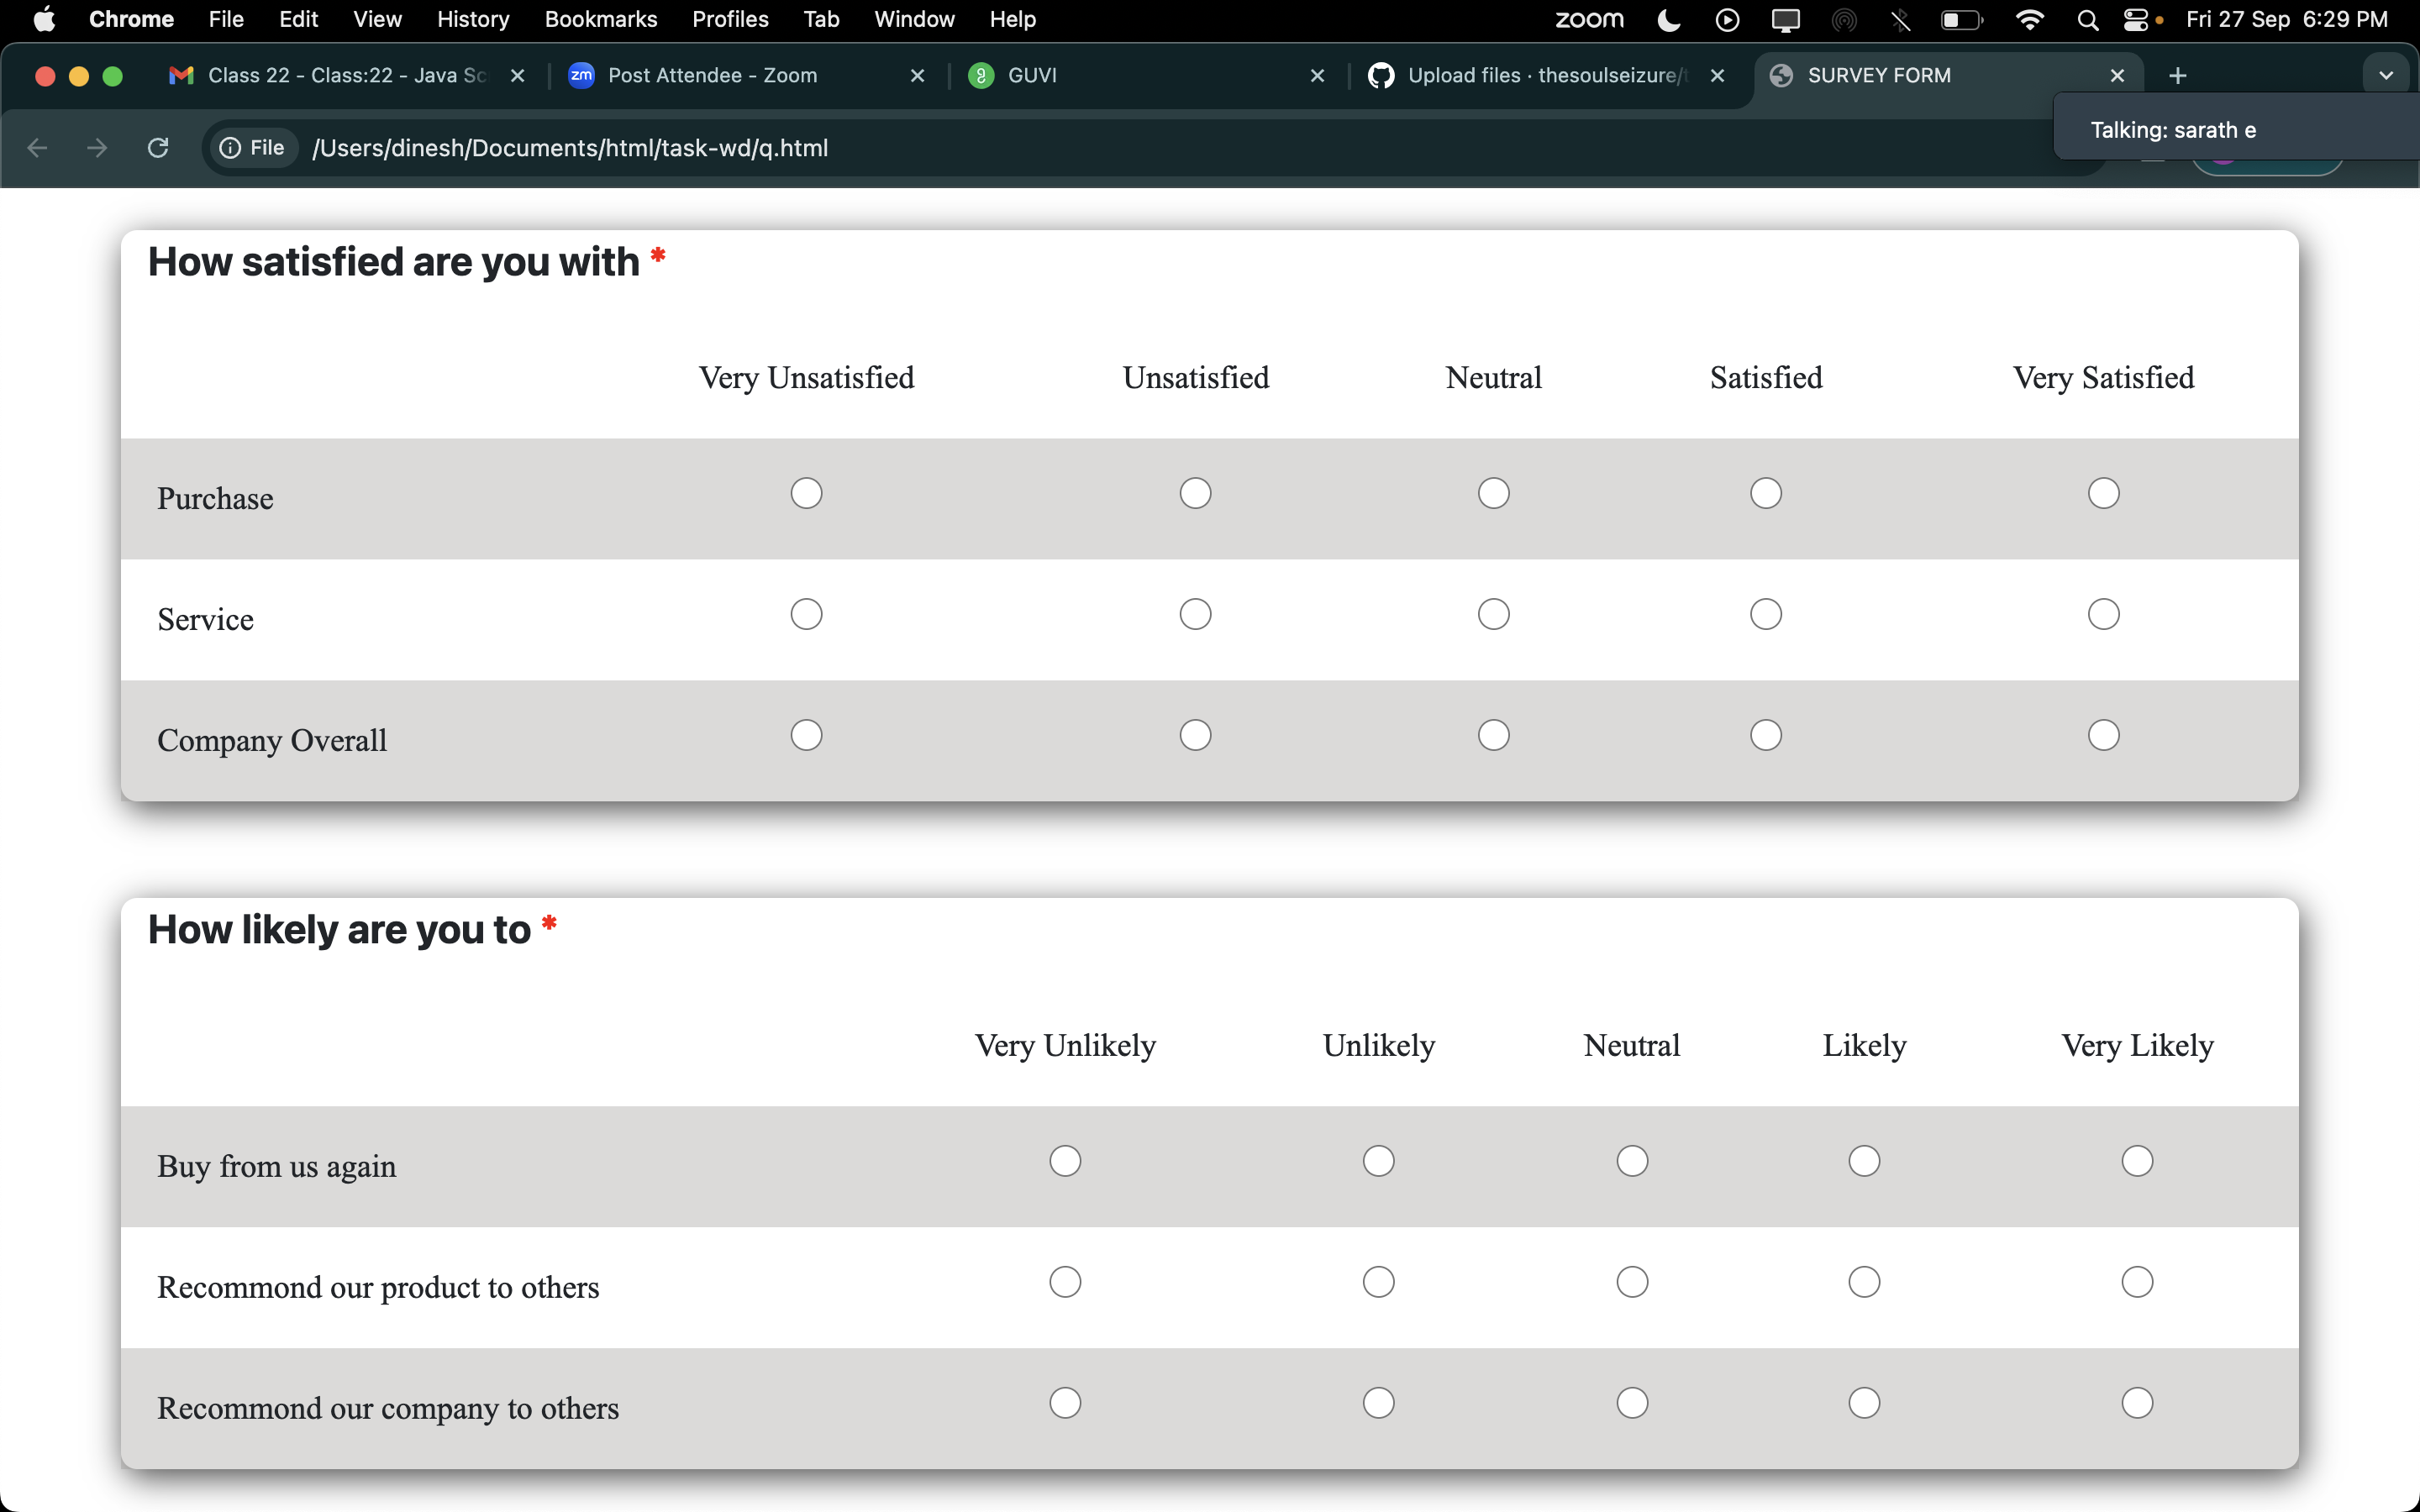 Chrome File Edit View History Bookmarks Profiles Tab Window Help zoom Fri 27 Sep 6:29 PM
Class 22 - Class:22 - Java Sc zm Post Attendee - Zoom GUVI Upload files · thesoulseizure/t SURVEY FORM
File /Users/dinesh/Documents/html/task-wd/q.html Talking: sarath e
How satisfied are you with *
Very Unsatisfied Unsatisfied Neutral Satisfied Very Satisfied
Purchase
Service
Company Overall
How likely are you to *
Very Unlikely Unlikely Neutral Likely Very Likely
Buy from us again
Recommond our product to others
Recommond our company to others